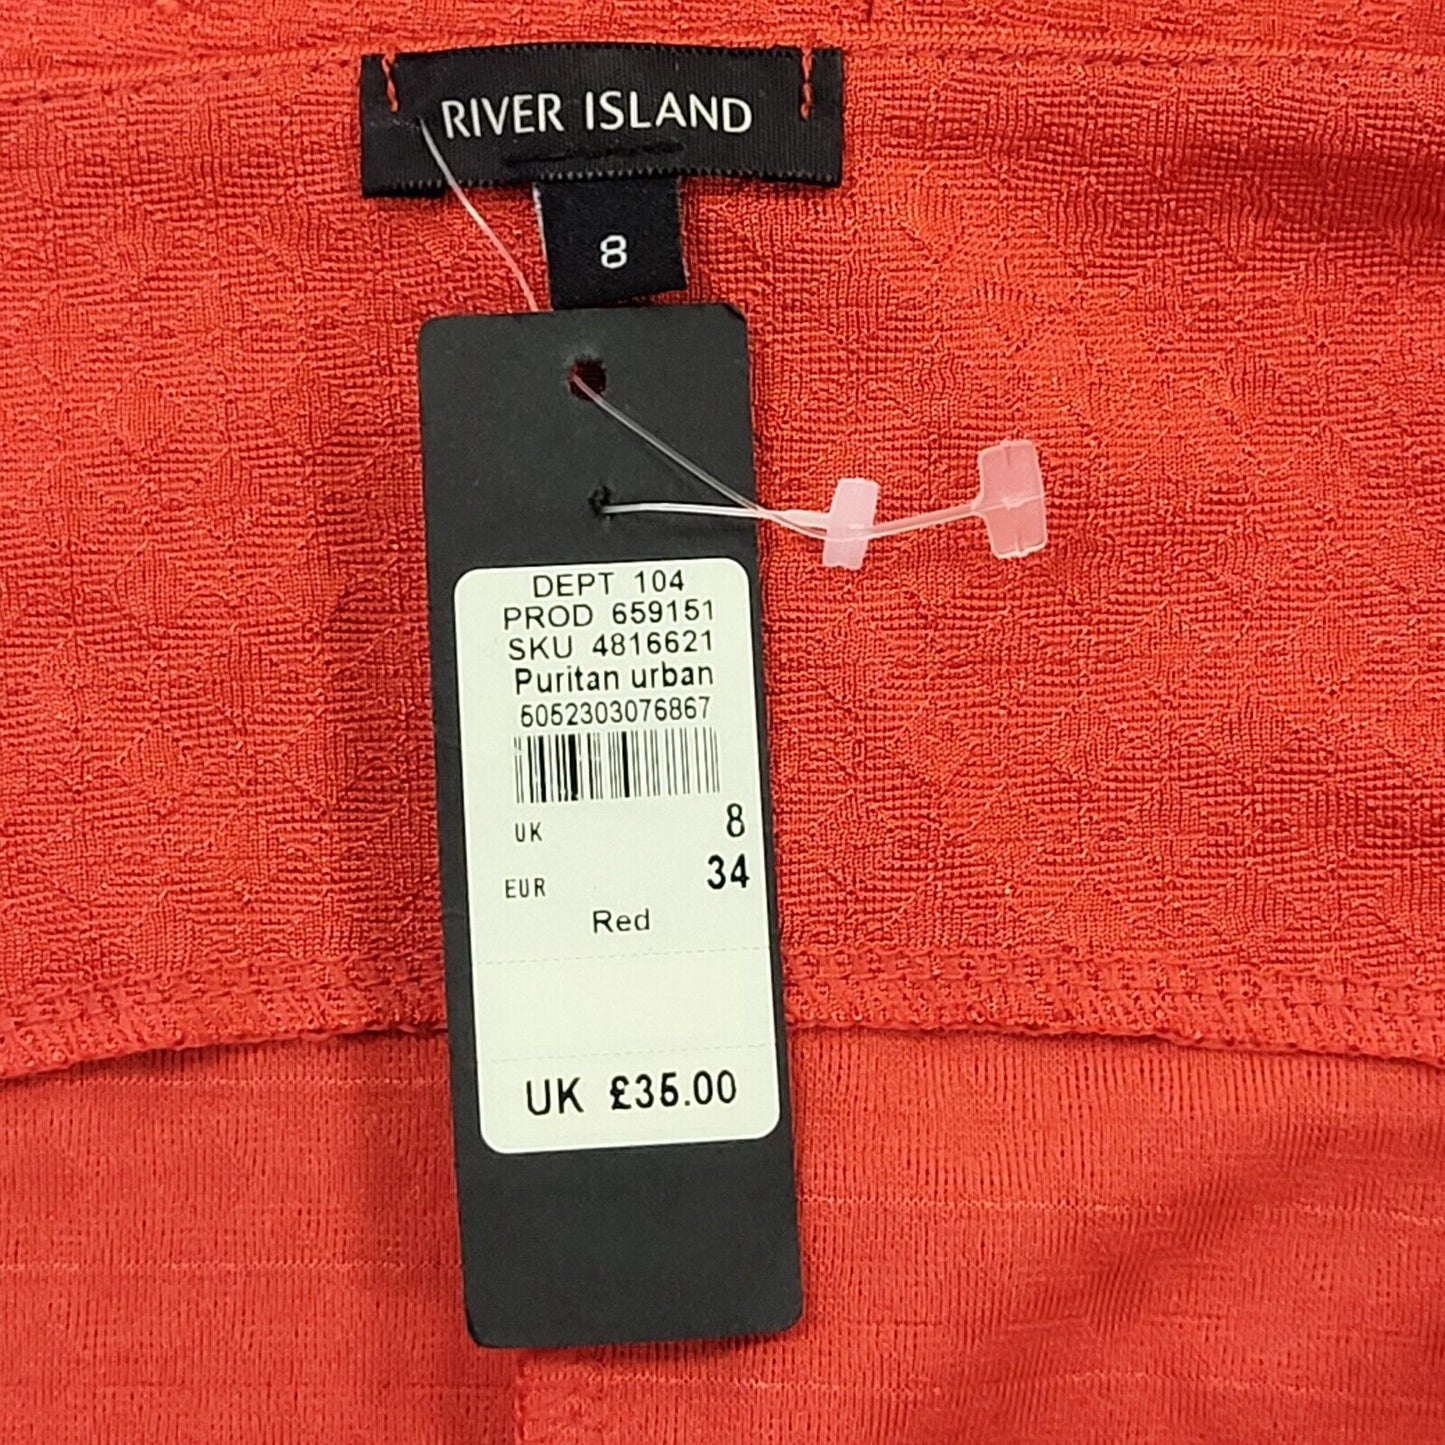 RIVER ISLAND
8
DEPT 104
PROD 659151
SKU 4816621
Puritan urban
5052303076867
UK 8
EUR 34
Red
UK £35.00